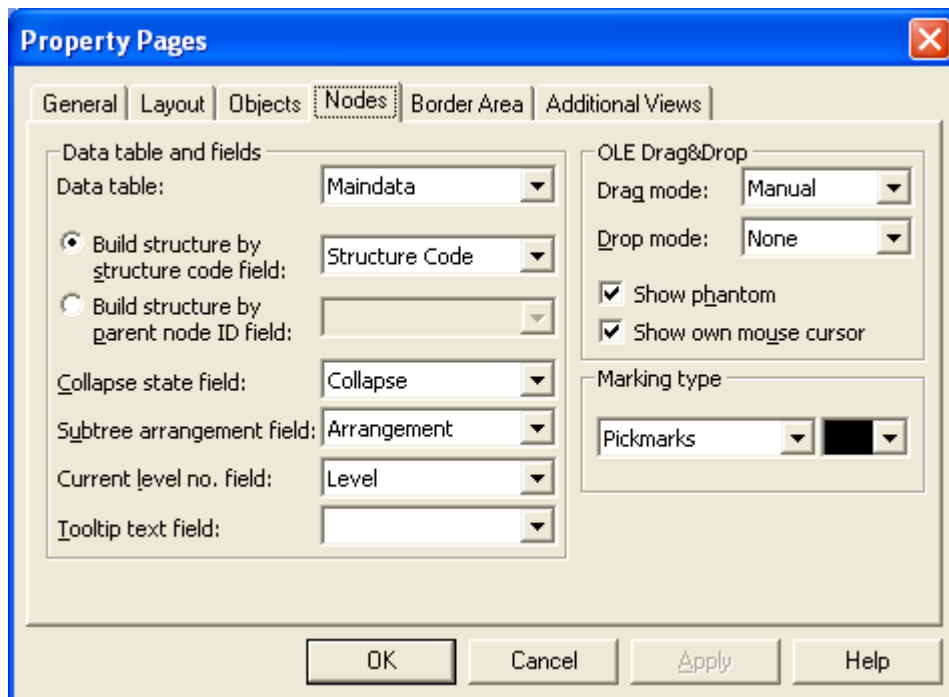 Property Pages
General Layout Objects Nodes Border Area Additional Views
Data table and fields
Data table: Maindata
Build structure by
structure code field: Structure Code
Build structure by
parent node ID field:
Collapse state field: Collapse
Subtree arrangement field: Arrangement
Current level no. field: Level
Tooltip text field:
OLE Drag&Drop
Drag mode: Manual
Drop mode: None
Show phantom
Show own mouse cursor
Marking type
Pickmarks
OK Cancel Apply Help